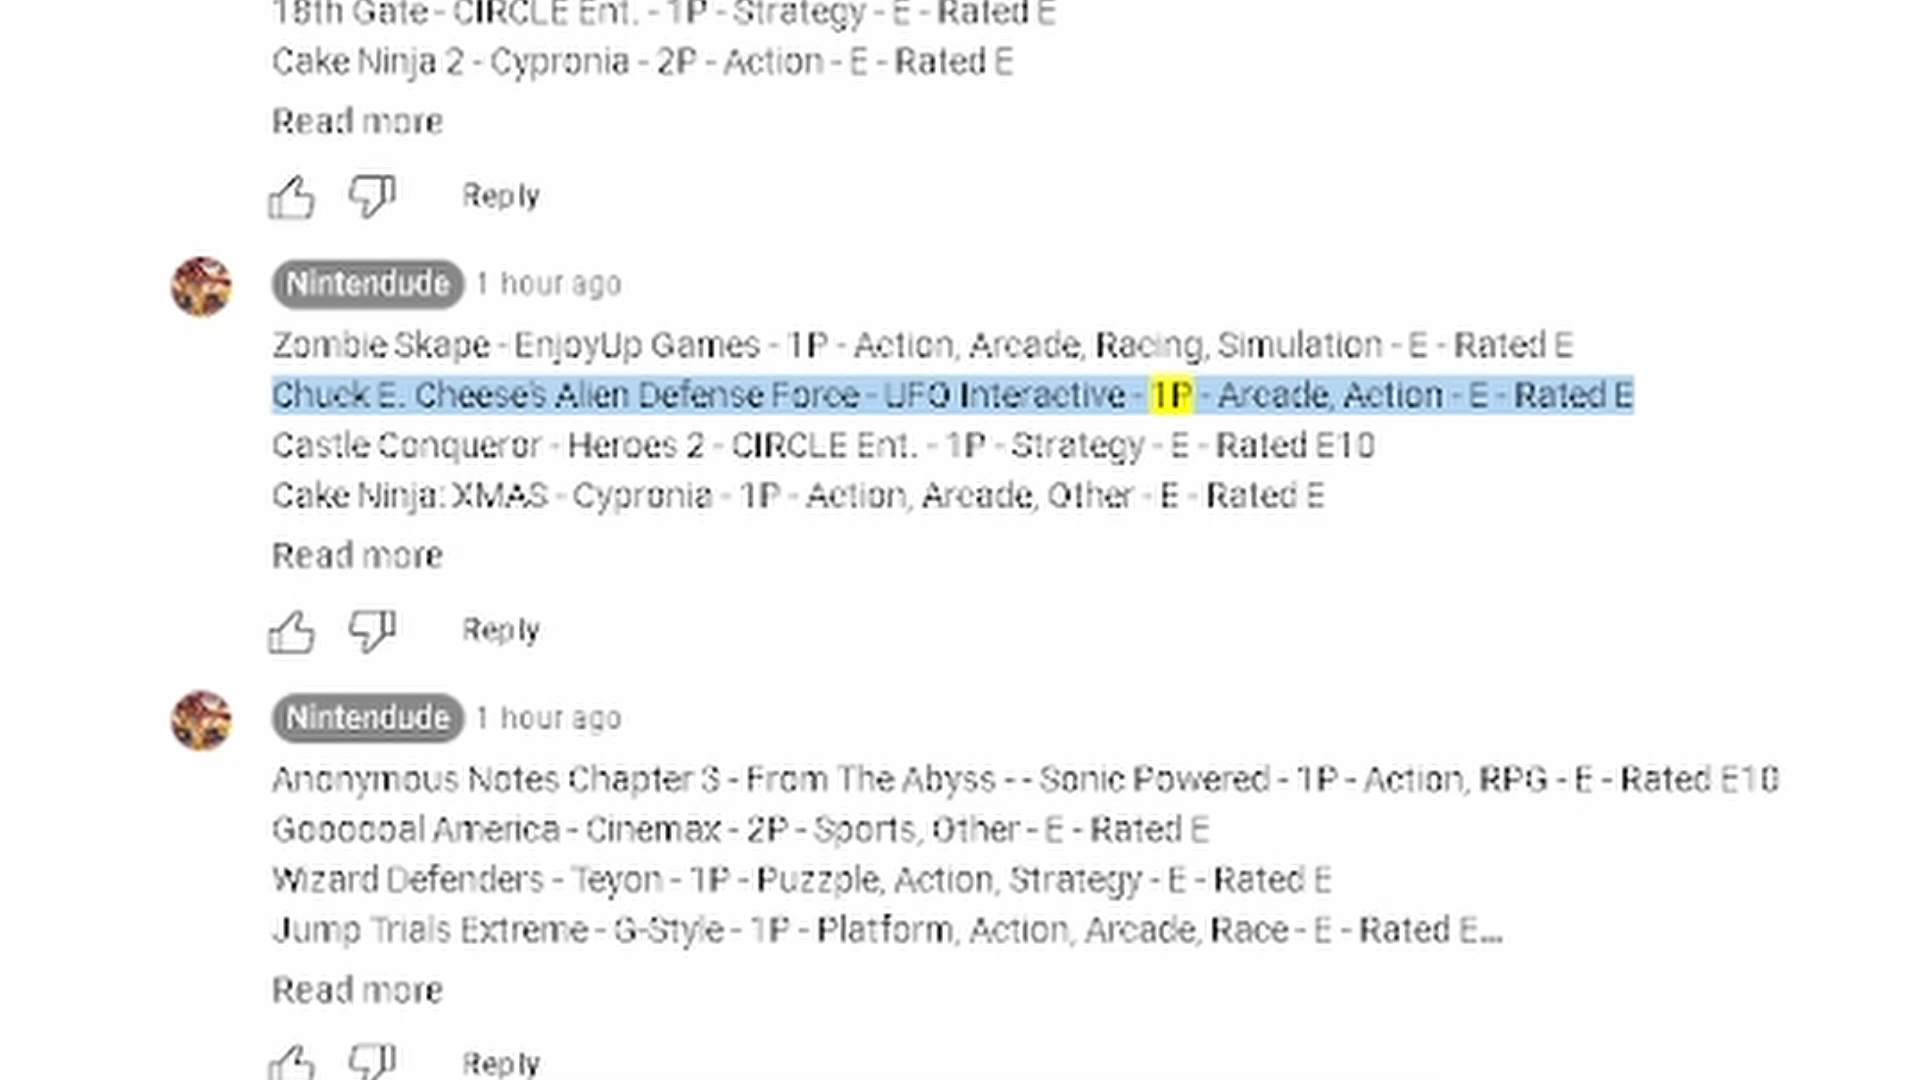 18th Gate - CIRCLE Ent. - 1P - Strategy - E - Rated E
Cake Ninja 2 - Cypronia - 2P - Action - E - Rated E
Read more
Reply
Nintendude 1 hour ago
Zombie Skape - EnjoyUp Games - 1P - Action, Arcade, Racing, Simulation - E - Rated E
Chuck E. Cheese's Alien Defense Force - UFO Interactive - 1P - Arcade, Action - E - Rated E
Castle Conqueror - Heroes 2 - CIRCLE Ent. - 1P - Strategy - E - Rated E10
Cake Ninja: XMAS - Cypronia - 1P - Action, Arcade, Other - E - Rated E
Read more
Reply
Nintendude 1 hour ago
Anonymous Notes Chapter 3 - From The Abyss - - Sonic Powered - 1P - Action, RPG - E - Rated E10
Goooooal America - Cinemax - 2P - Sports, Other - E - Rated E
Wizard Defenders - Teyon - 1P - Puzzple, Action, Strategy - E - Rated E
Jump Trials Extreme - G-Style - 1P - Platform, Action, Arcade, Race - E - Rated E...
Read more
Reply